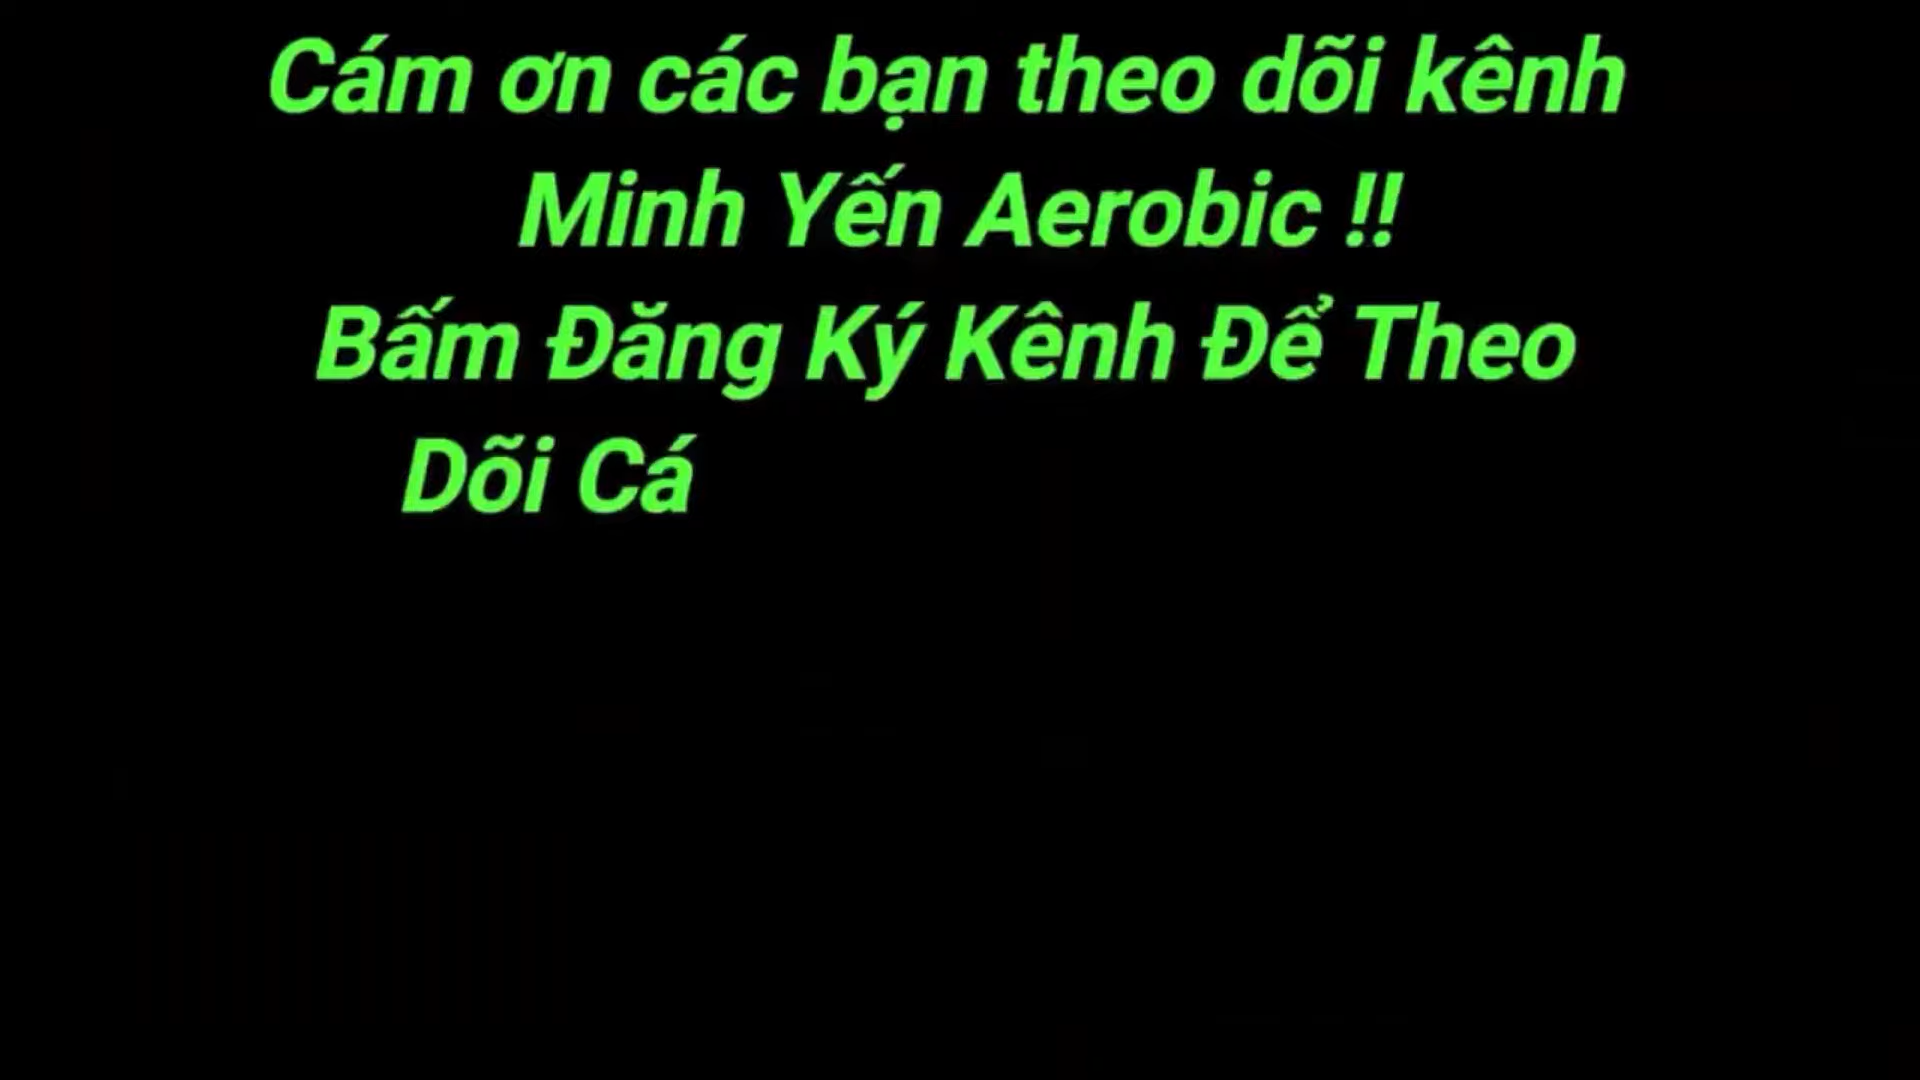 Cám ơn các bạn theo dõi kênh
Minh Yến Aerobic !!
Bấm Đăng Ký Kênh Để Theo
Dõi Cá